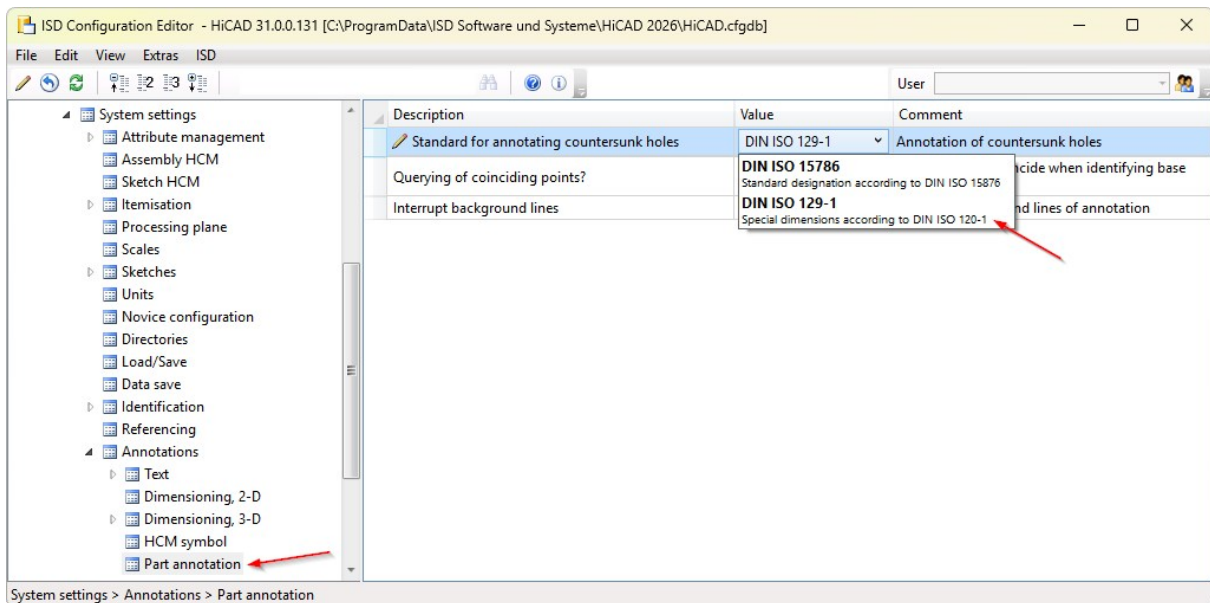 ISD Configuration Editor - HiCAD 31.0.0.131 [C:\ProgramData\ISD Software und Systeme\HiCAD 2026\HiCAD.cfgdb]
File Edit View Extras ISD
2 3 User
System settings
Attribute management
Assembly HCM
Sketch HCM
Itemisation
Processing plane
Scales
Sketches
Units
Novice configuration
Directories
Load/Save
Data save
Identification
Referencing
Annotations
Text
Dimensioning, 2-D
Dimensioning, 3-D
HCM symbol
Part annotation
Description Value Comment
Standard for annotating countersunk holes DIN ISO 129-1 Annotation of countersunk holes
Querying of coinciding points? incide when identifying base
Interrupt background lines nd lines of annotation
DIN ISO 15786
Standard designation according to DIN ISO 15876
DIN ISO 129-1
Special dimensions according to DIN ISO 120-1
System settings > Annotations > Part annotation